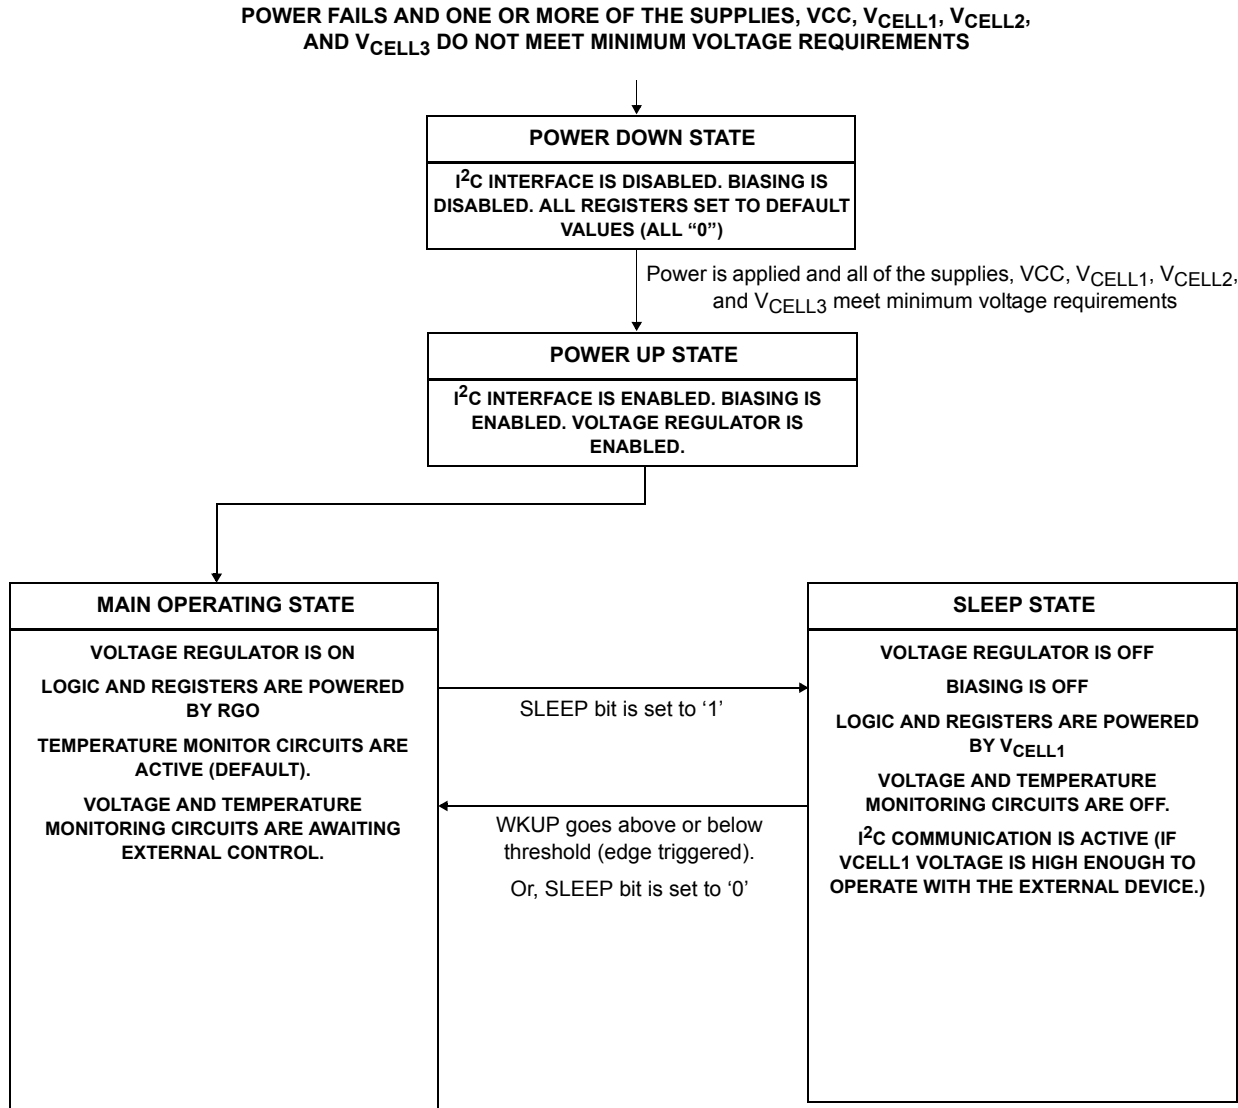 POWER FAILS AND ONE OR MORE OF THE SUPPLIES, VCC, VCELL1, VCELL2,
AND VCELL3 DO NOT MEET MINIMUM VOLTAGE REQUIREMENTS
POWER DOWN STATE
I2C INTERFACE IS DISABLED. BIASING IS
DISABLED. ALL REGISTERS SET TO DEFAULT
VALUES (ALL “0”)
Power is applied and all of the supplies, VCC, VCELL1, VCELL2,
and VCELL3 meet minimum voltage requirements
POWER UP STATE
I2C INTERFACE IS ENABLED. BIASING IS
ENABLED. VOLTAGE REGULATOR IS
ENABLED.
MAIN OPERATING STATE
VOLTAGE REGULATOR IS ON
LOGIC AND REGISTERS ARE POWERED
BY RGO
TEMPERATURE MONITOR CIRCUITS ARE
ACTIVE (DEFAULT).
VOLTAGE AND TEMPERATURE
MONITORING CIRCUITS ARE AWAITING
EXTERNAL CONTROL.
SLEEP bit is set to ‘1’
WKUP goes above or below
threshold (edge triggered).
Or, SLEEP bit is set to ‘0’
SLEEP STATE
VOLTAGE REGULATOR IS OFF
BIASING IS OFF
LOGIC AND REGISTERS ARE POWERED
BY VCELL1
VOLTAGE AND TEMPERATURE
MONITORING CIRCUITS ARE OFF.
I2C COMMUNICATION IS ACTIVE (IF
VCELL1 VOLTAGE IS HIGH ENOUGH TO
OPERATE WITH THE EXTERNAL DEVICE.)